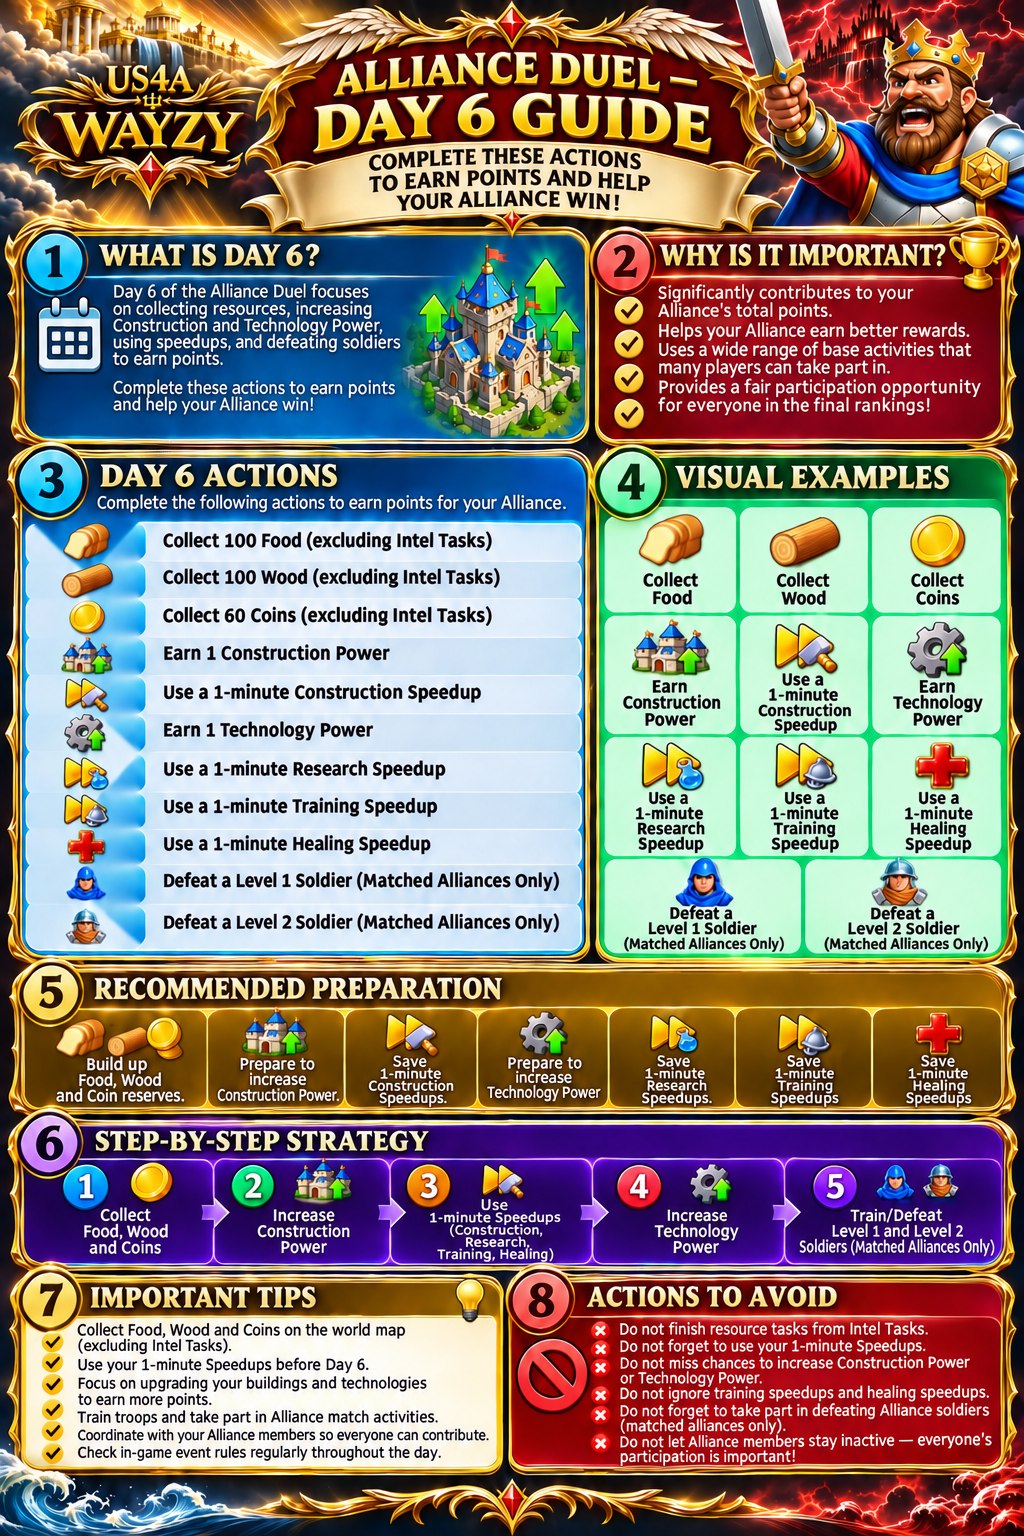 US4A
WAYZY
ALLIANCE DUEL –
DAY 6 GUIDE
COMPLETE THESE ACTIONS
TO EARN POINTS AND HELP
YOUR ALLIANCE WIN!
1
WHAT IS DAY 6?
Day 6 of the Alliance Duel focuses
on collecting resources, increasing
Construction and Technology Power,
using speedups, and defeating soldiers
to earn points.
Complete these actions to earn points
and help your Alliance win!
2
WHY IS IT IMPORTANT?
Significantly contributes to your
Alliance's total points.
Helps your Alliance earn better rewards.
Uses a wide range of base activities that
many players can take part in.
Provides a fair participation opportunity
for everyone in the final rankings!
3
DAY 6 ACTIONS
Complete the following actions to earn points for your Alliance.
Collect 100 Food (excluding Intel Tasks)
Collect 100 Wood (excluding Intel Tasks)
Collect 60 Coins (excluding Intel Tasks)
Earn 1 Construction Power
Use a 1-minute Construction Speedup
Earn 1 Technology Power
Use a 1-minute Research Speedup
Use a 1-minute Training Speedup
Use a 1-minute Healing Speedup
Defeat a Level 1 Soldier (Matched Alliances Only)
Defeat a Level 2 Soldier (Matched Alliances Only)
4
VISUAL EXAMPLES
Collect
Food
Collect
Wood
Collect
Coins
Earn
Construction
Power
Use a
1-minute
Construction
Speedup
Earn
Technology
Power
Use a
1-minute
Research
Speedup
Use a
1-minute
Training
Speedup
Use a
1-minute
Healing
Speedup
Defeat a
Level 1 Soldier
(Matched Alliances Only)
Defeat a
Level 2 Soldier
(Matched Alliances Only)
5
RECOMMENDED PREPARATION
Build up
Food, Wood
and Coin reserves.
Prepare to
increase
Construction Power.
Save
1-minute
Construction
Speedups.
Prepare to
increase
Technology Power
Save
1-minute
Research
Speedups.
Save
1-minute
Training
Speedups
Save
1-minute
Healing
Speedups
6
STEP-BY-STEP STRATEGY
1
Collect
Food, Wood
and Coins
2
Increase
Construction
Power
3
Use
1-minute Speedups
(Construction,
Research,
Training, Healing)
4
Increase
Technology
Power
5
Train/Defeat
Level 1 and Level 2
Soldiers (Matched Alliances Only)
7
IMPORTANT TIPS
Collect Food, Wood and Coins on the world map
(excluding Intel Tasks).
Use your 1-minute Speedups before Day 6.
Focus on upgrading your buildings and technologies
to earn more points.
Train troops and take part in Alliance match activities.
Coordinate with your Alliance members so everyone can contribute.
Check in-game event rules regularly throughout the day.
8
ACTIONS TO AVOID
Do not finish resource tasks from Intel Tasks.
Do not forget to use your 1-minute Speedups.
Do not miss chances to increase Construction Power
or Technology Power.
Do not ignore training speedups and healing speedups.
Do not forget to take part in defeating Alliance soldiers
(matched alliances only).
Do not let Alliance members stay inactive — everyone's
participation is important!